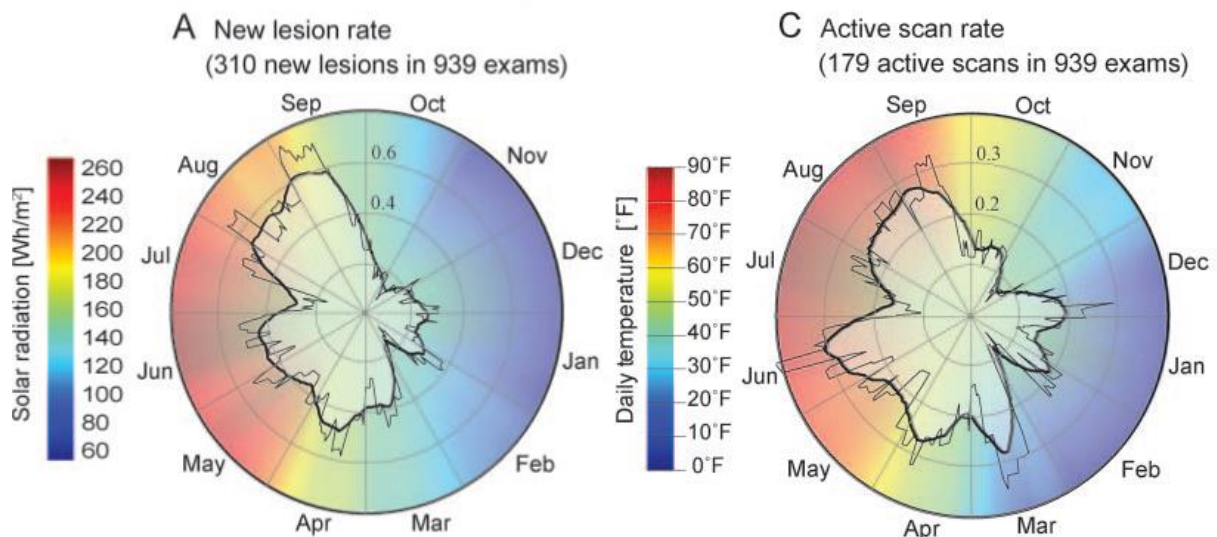 A New lesion rate
(310 new lesions in 939 exams)
Solar radiation [Wh/m²]
260
240
220
200
180
160
140
120
100
80
60
Sep
Oct
Aug
Nov
Jul
Dec
Jun
Jan
May
Feb
Apr
Mar
0.6
0.4
C Active scan rate
(179 active scans in 939 exams)
Daily temperature [˚F]
90˚F
80˚F
70˚F
60˚F
50˚F
40˚F
30˚F
20˚F
10˚F
0˚F
Sep
Oct
Aug
Nov
Jul
Dec
Jun
Jan
May
Feb
Apr
Mar
0.3
0.2